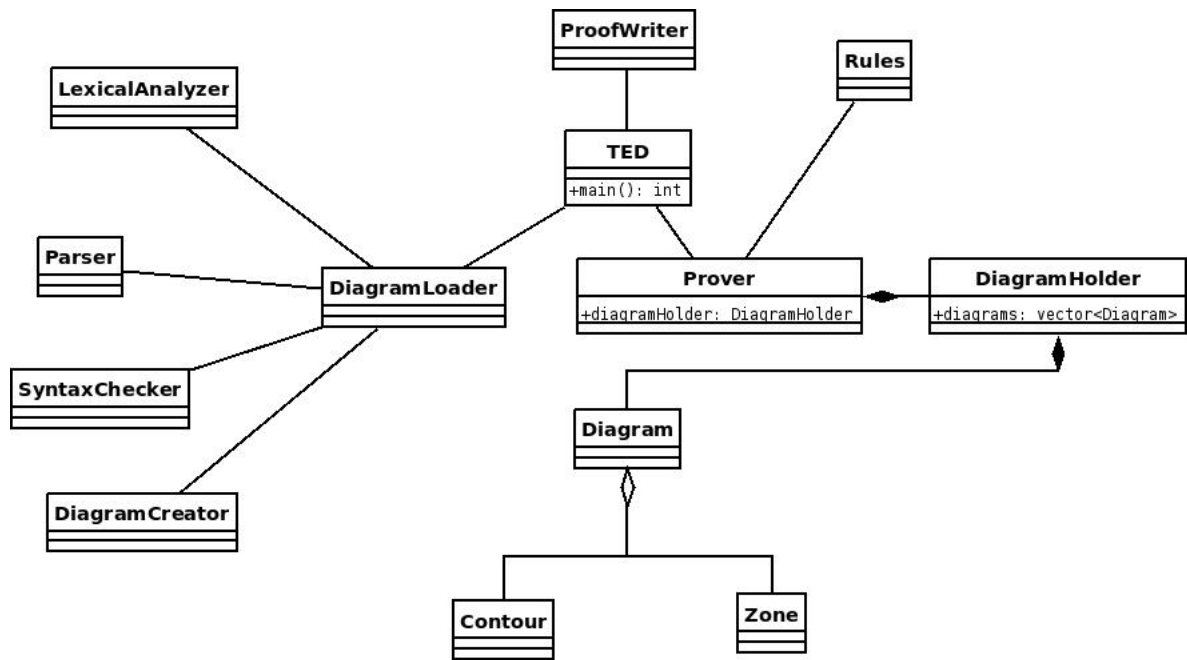 ProofWriter
Rules
LexicalAnalyzer
TED
+main(): int
Parser
DiagramLoader
Prover
+diagramHolder: DiagramHolder
DiagramHolder
+diagrams: vector<Diagram>
SyntaxChecker
Diagram
DiagramCreator
Contour
Zone